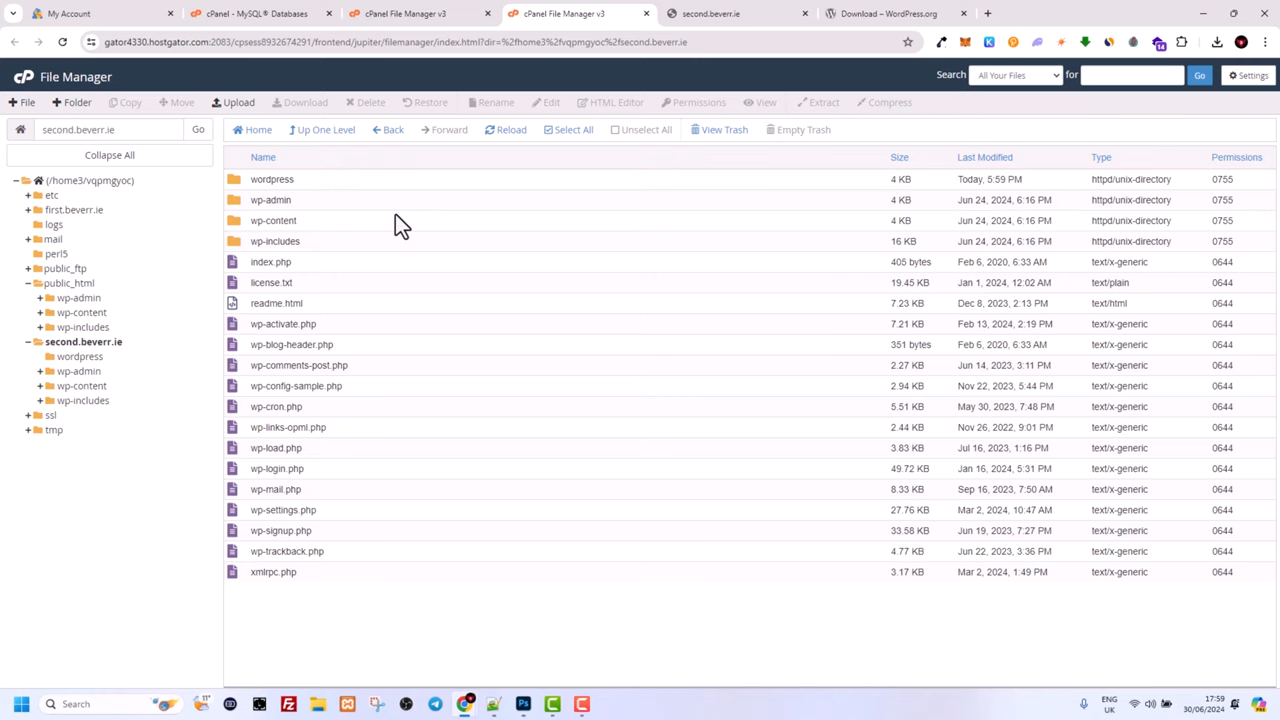 My Account
cPanel - MySQL® Databases
cPanel File Manager v3
cPanel File Manager v3
second.beverr.ie
Download – WordPress.org
gator4330.hostgator.com:2083/cpsess8932674291/frontend/jupiter/filemanager/index.html?dir=%2fhome3%2fvqpmgyoc%2fsecond.beverr.ie
14
cP File Manager
Search All Your Files for Go Settings
File Folder Copy Move Upload Download Delete Restore Rename Edit HTML Editor Permissions View Extract Compress
second.beverr.ie Go
Home Up One Level Back Forward Reload Select All Unselect All View Trash Empty Trash
Collapse All
(/home3/vqpmgyoc)
etc
first.beverr.ie
logs
mail
perl5
public_ftp
public_html
wp-admin
wp-content
wp-includes
second.beverr.ie
wordpress
wp-admin
wp-content
wp-includes
ssl
tmp
Name Size Last Modified Type Permissions
wordpress 4 KB Today, 5:59 PM httpd/unix-directory 0755
wp-admin 4 KB Jun 24, 2024, 6:16 PM httpd/unix-directory 0755
wp-content 4 KB Jun 24, 2024, 6:16 PM httpd/unix-directory 0755
wp-includes 16 KB Jun 24, 2024, 6:16 PM httpd/unix-directory 0755
index.php 405 bytes Feb 6, 2020, 6:33 AM text/x-generic 0644
license.txt 19.45 KB Jan 1, 2024, 12:02 AM text/plain 0644
readme.html 7.23 KB Dec 8, 2023, 2:13 PM text/html 0644
wp-activate.php 7.21 KB Feb 13, 2024, 2:19 PM text/x-generic 0644
wp-blog-header.php 351 bytes Feb 6, 2020, 6:33 AM text/x-generic 0644
wp-comments-post.php 2.27 KB Jun 14, 2023, 3:11 PM text/x-generic 0644
wp-config-sample.php 2.94 KB Nov 22, 2023, 5:44 PM text/x-generic 0644
wp-cron.php 5.51 KB May 30, 2023, 7:48 PM text/x-generic 0644
wp-links-opml.php 2.44 KB Nov 26, 2022, 9:01 PM text/x-generic 0644
wp-load.php 3.83 KB Jul 16, 2023, 1:16 PM text/x-generic 0644
wp-login.php 49.72 KB Jan 16, 2024, 5:31 PM text/x-generic 0644
wp-mail.php 8.33 KB Sep 16, 2023, 7:50 AM text/x-generic 0644
wp-settings.php 27.76 KB Mar 2, 2024, 10:47 AM text/x-generic 0644
wp-signup.php 33.58 KB Jun 19, 2023, 7:27 PM text/x-generic 0644
wp-trackback.php 4.77 KB Jun 22, 2023, 3:36 PM text/x-generic 0644
xmlrpc.php 3.17 KB Mar 2, 2024, 1:49 PM text/x-generic 0644
Search
11°
Ps
ENG
UK
17:59
30/06/2024